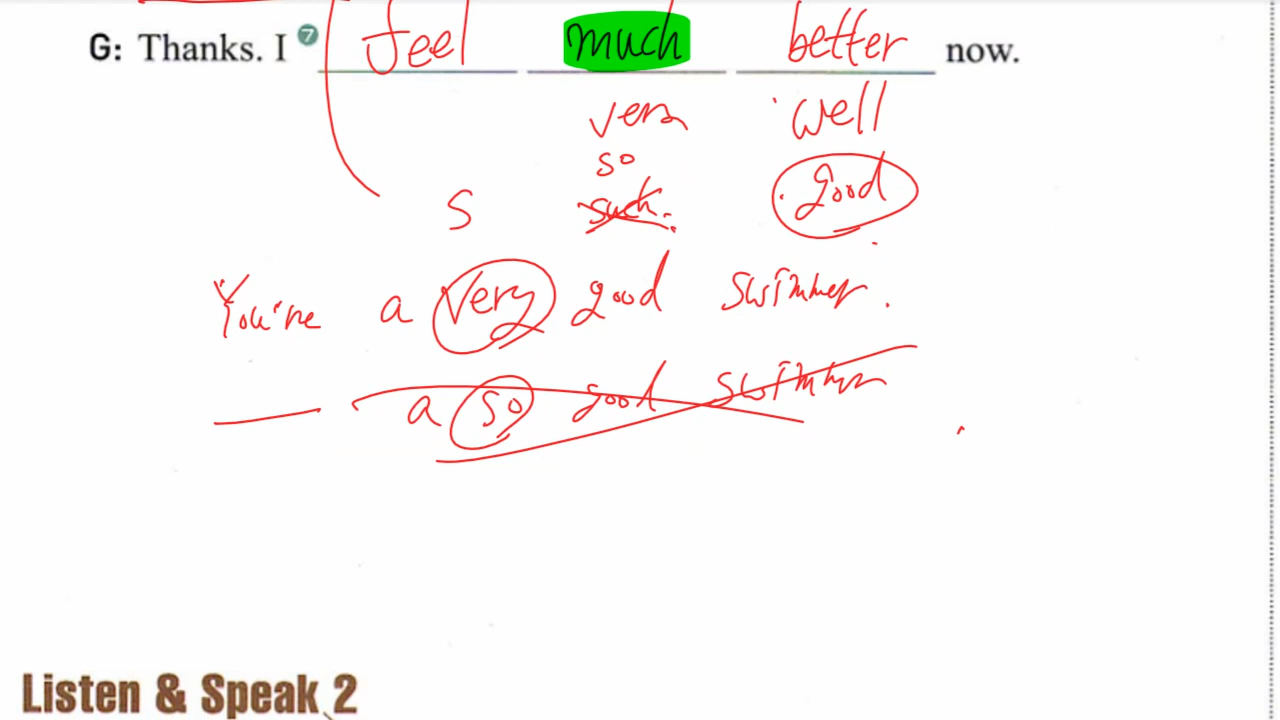 G: Thanks. I ⑦ feel much better now.
very well
so good
s such.
You're a very good swimmer.
a so good swimmer
Listen & Speak 2